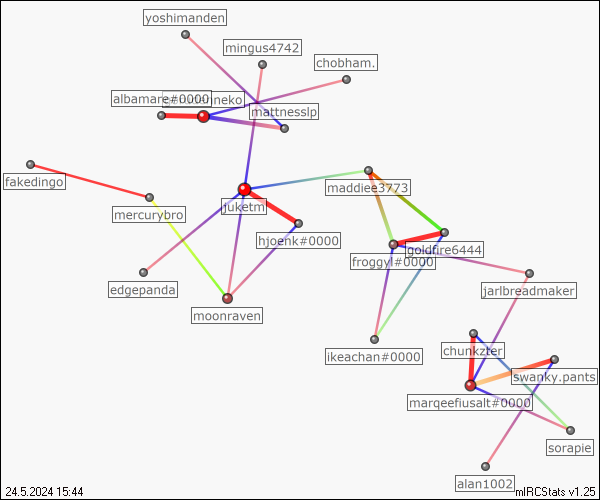 yoshimanden
mingus4742
chobham.
albamare#0000
neko
mattnesslp
fakedingo
maddiee3773
mercurybro
juketm
hjoenk#0000
goldfire6444
froggyl#0000
edgepanda
jarlbreadmaker
moonraven
ikeachan#0000
chunkzter
swanky.pants
marqeefiusalt#0000
sorapie
alan1002
24.5.2024 15:44
mIRCStats v1.25